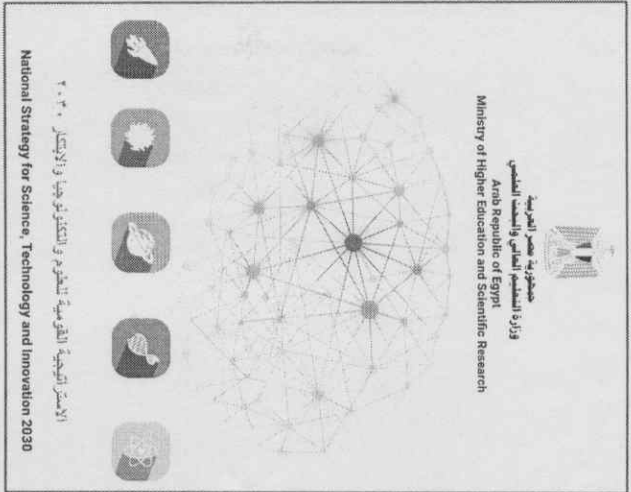 جمهورية مصر العربية
وزارة التعليم العالي والبحث العلمي
Arab Republic of Egypt
Ministry of Higher Education and Scientific Research
الاستراتيجية القومية للعلوم والتكنولوجيا والابتكار ٢٠٣٠
National Strategy for Science, Technology and Innovation 2030